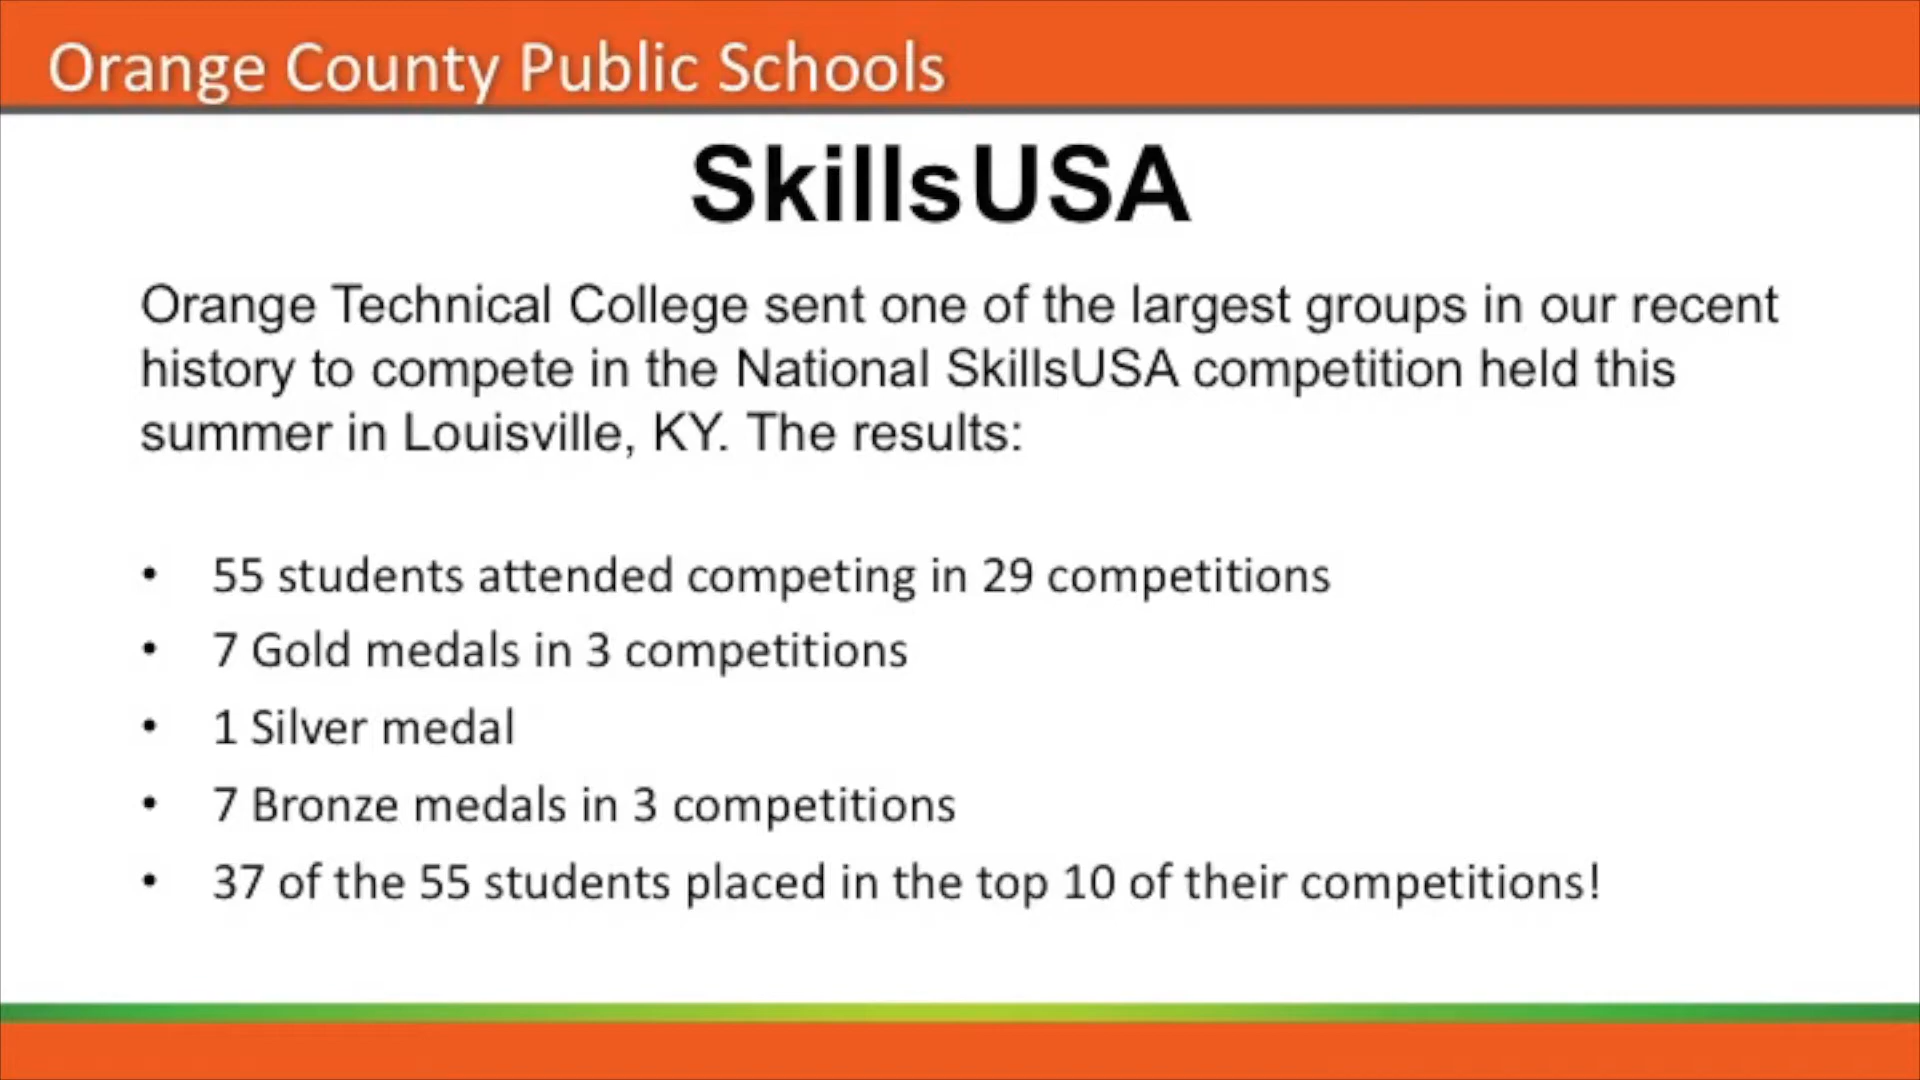 Orange County Public Schools
SkillsUSA
Orange Technical College sent one of the largest groups in our recent
history to compete in the National SkillsUSA competition held this
summer in Louisville, KY. The results:
• 55 students attended competing in 29 competitions
• 7 Gold medals in 3 competitions
• 1 Silver medal
• 7 Bronze medals in 3 competitions
• 37 of the 55 students placed in the top 10 of their competitions!